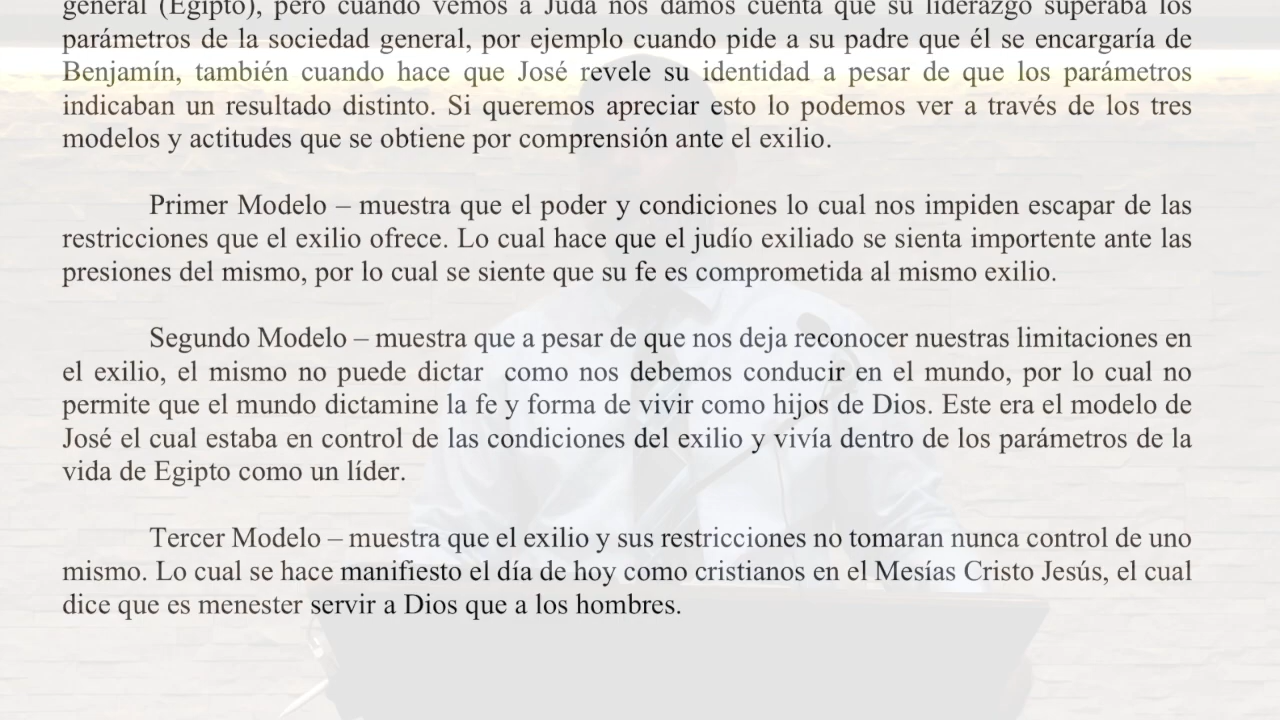 general (Egipto), pero cuando vemos a Judá nos damos cuenta que su liderazgo superaba los
parámetros de la sociedad general, por ejemplo cuando pide a su padre que él se encargaría de
Benjamín, también cuando hace que José revele su identidad a pesar de que los parámetros
indicaban un resultado distinto. Si queremos apreciar esto lo podemos ver a través de los tres
modelos y actitudes que se obtiene por comprensión ante el exilio.
Primer Modelo – muestra que el poder y condiciones lo cual nos impiden escapar de las
restricciones que el exilio ofrece. Lo cual hace que el judío exiliado se sienta importante ante las
presiones del mismo, por lo cual se siente que su fe es comprometida al mismo exilio.
Segundo Modelo – muestra que a pesar de que nos deja reconocer nuestras limitaciones en
el exilio, el mismo no puede dictar  como nos debemos conducir en el mundo, por lo cual no
permite que el mundo dictamine la fe y forma de vivir como hijos de Dios. Este era el modelo de
José el cual estaba en control de las condiciones del exilio y vivía dentro de los parámetros de la
vida de Egipto como un líder.
Tercer Modelo – muestra que el exilio y sus restricciones no tomaran nunca control de uno
mismo. Lo cual se hace manifiesto el día de hoy como cristianos en el Mesías Cristo Jesús, el cual
dice que es menester servir a Dios que a los hombres.